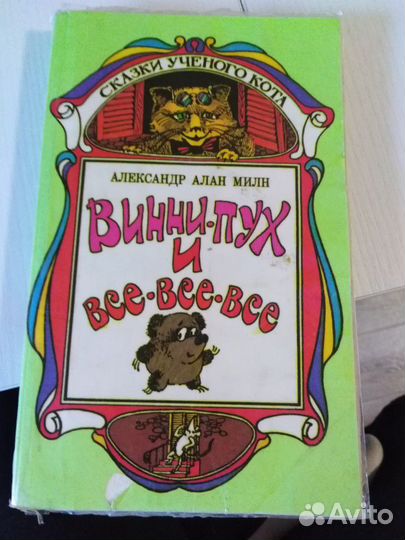 СКАЗКИ УЧЕНОГО КОТА
АЛЕКСАНДР АЛАН МИЛН
ВИННИ-ПУХ
И
ВСЕ-ВСЕ-ВСЕ
Avito